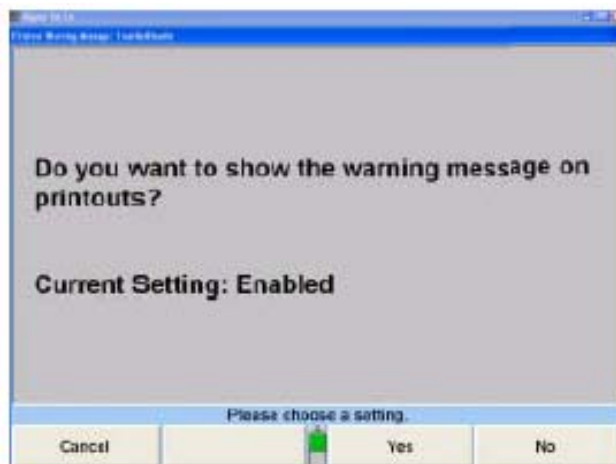 Do you want to show the warning message on
printouts?
Current Setting: Enabled
Please choose a setting.
Cancel
Yes
No